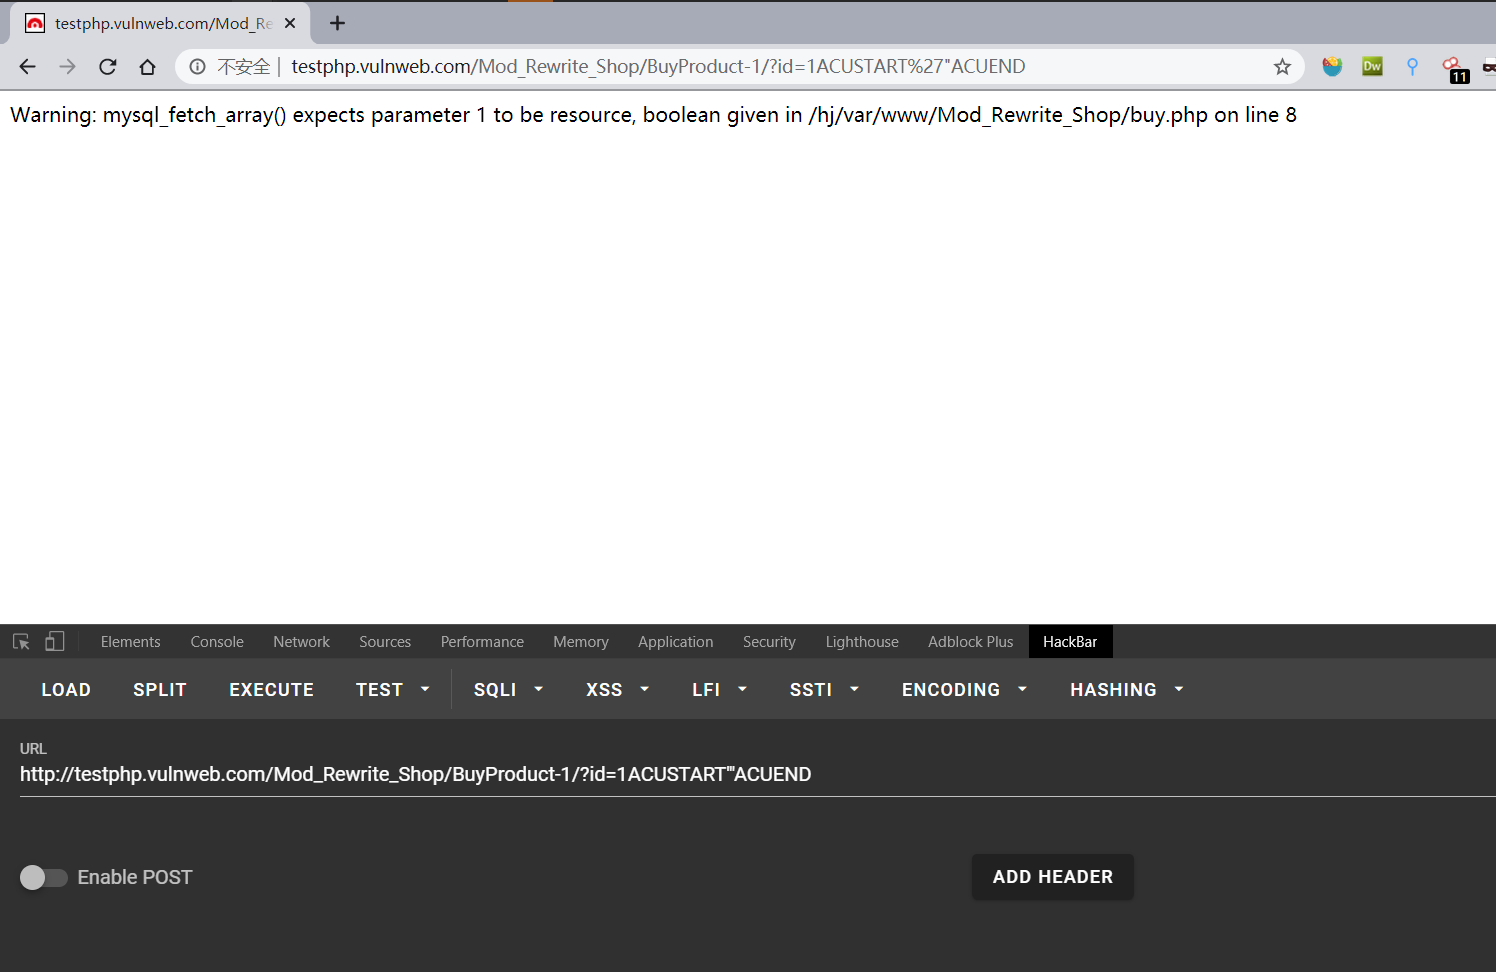 testphp.vulnweb.com/Mod_Re
不安全 | testphp.vulnweb.com/Mod_Rewrite_Shop/BuyProduct-1/?id=1ACUSTART%27"ACUEND
Dw
11
Warning: mysql_fetch_array() expects parameter 1 to be resource, boolean given in /hj/var/www/Mod_Rewrite_Shop/buy.php on line 8
Elements Console Network Sources Performance Memory Application Security Lighthouse Adblock Plus HackBar
LOAD SPLIT EXECUTE TEST SQLI XSS LFI SSTI ENCODING HASHING
URL
http://testphp.vulnweb.com/Mod_Rewrite_Shop/BuyProduct-1/?id=1ACUSTART'"ACUEND
Enable POST
ADD HEADER